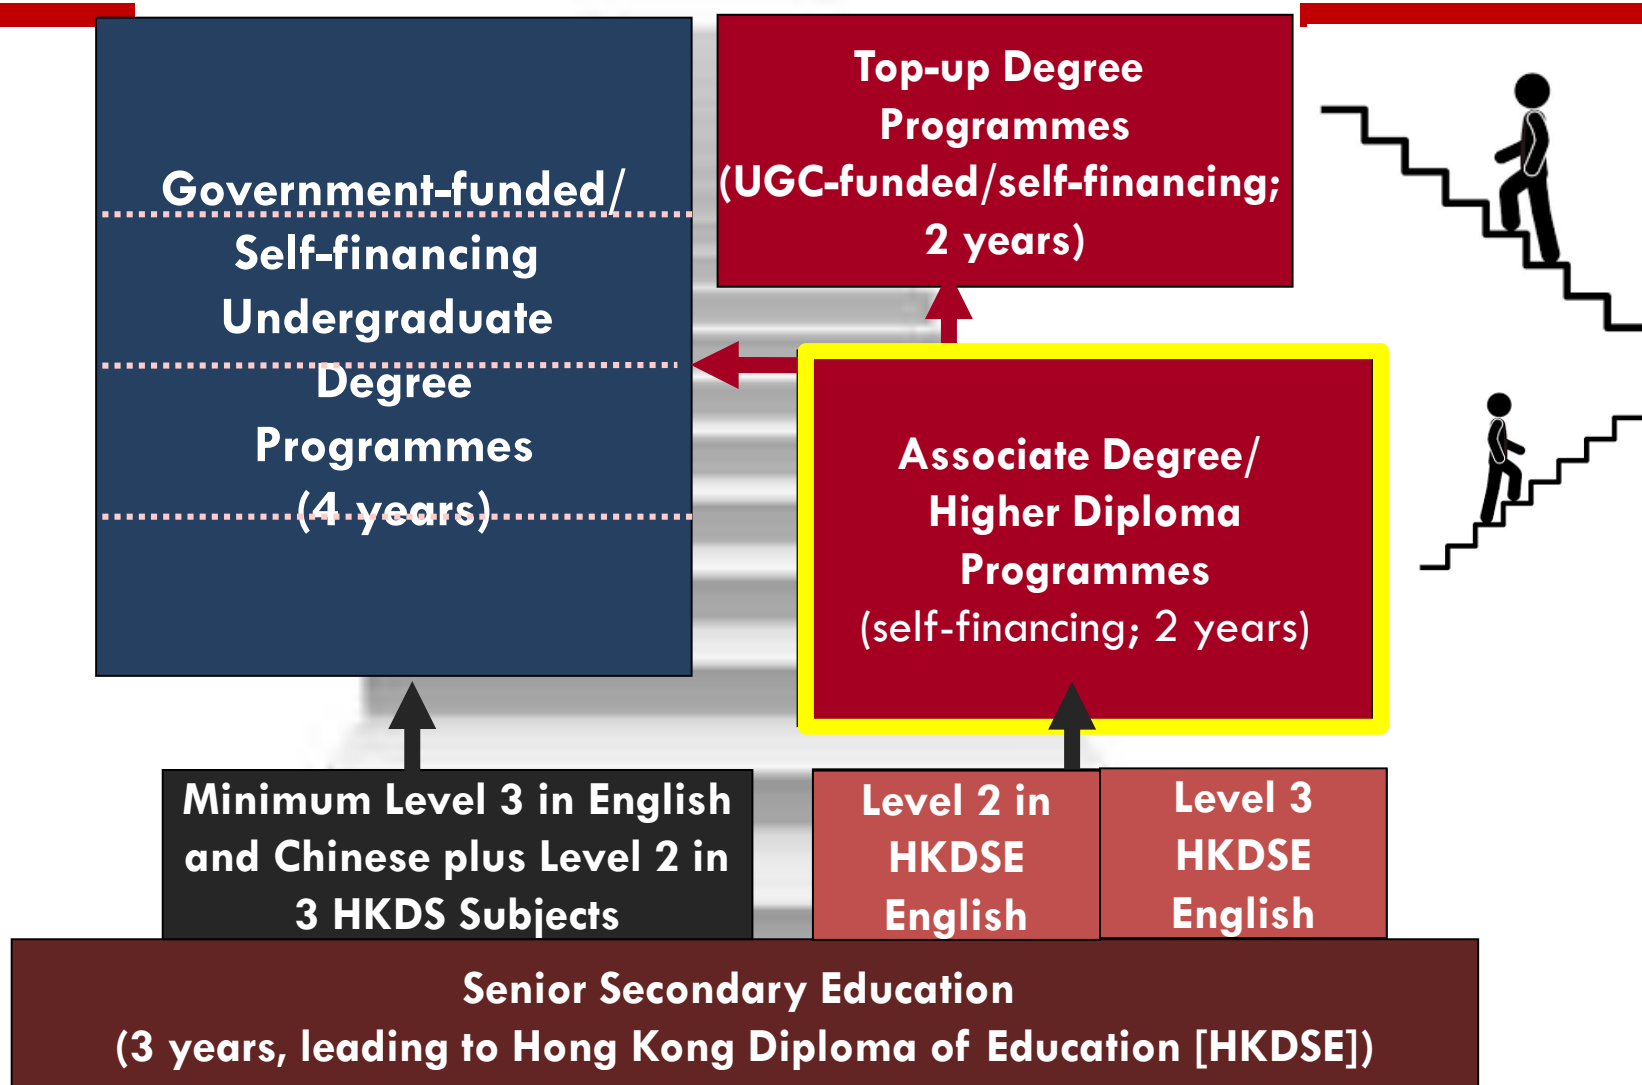 Government-funded/
Self-financing
Undergraduate
Degree
Programmes
(4 years)
Top-up Degree
Programmes
(UGC-funded/self-financing;
2 years)
Associate Degree/
Higher Diploma
Programmes
(self-financing; 2 years)
Minimum Level 3 in English
and Chinese plus Level 2 in
3 HKDS Subjects
Level 2 in
HKDSE
English
Level 3
HKDSE
English
Senior Secondary Education
(3 years, leading to Hong Kong Diploma of Education [HKDSE])